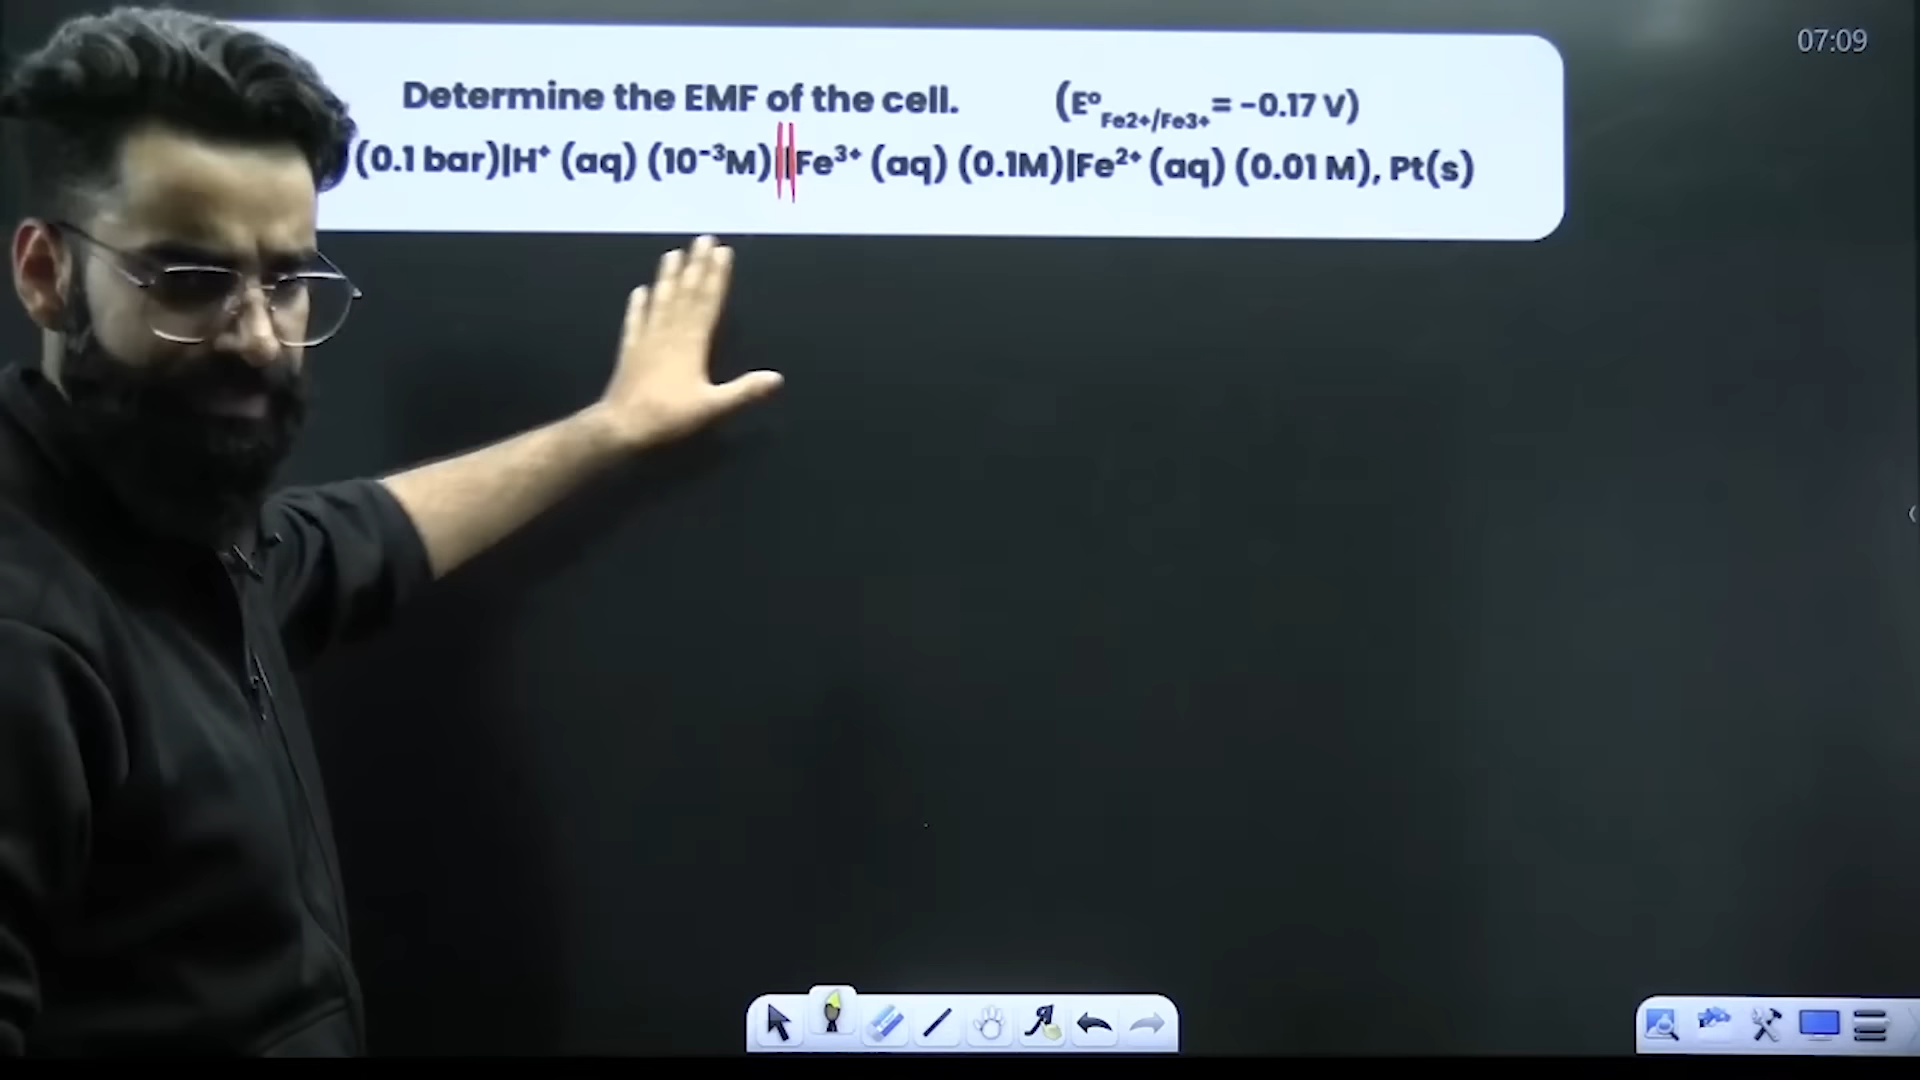 07:09
Determine the EMF of the cell. (E°Fe2+/Fe3+ = -0.17 V)
(0.1 bar)|H⁺ (aq) (10⁻³M)||Fe³⁺ (aq) (0.1M)|Fe²⁺ (aq) (0.01 M), Pt(s)